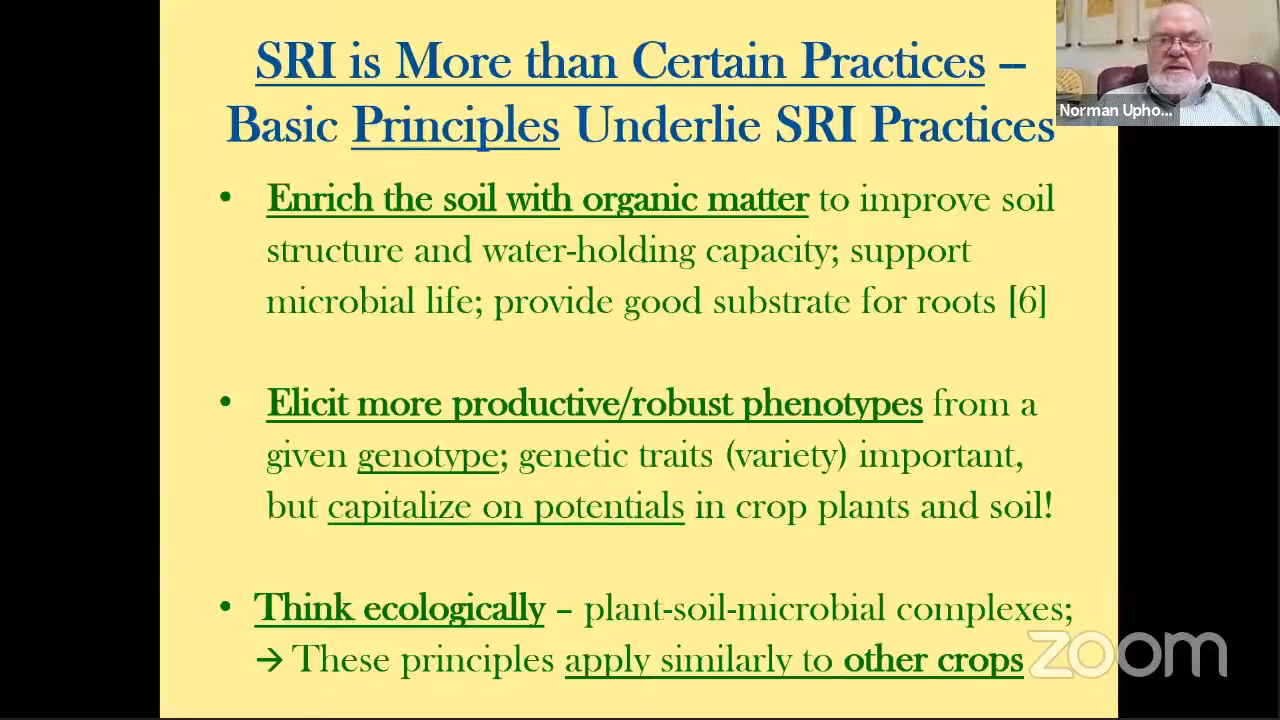 SRI is More than Certain Practices –
Basic Principles Underlie SRI Practices
Norman Upho...
• Enrich the soil with organic matter to improve soil
structure and water-holding capacity; support
microbial life; provide good substrate for roots [6]
• Elicit more productive/robust phenotypes from a
given genotype; genetic traits (variety) important,
but capitalize on potentials in crop plants and soil!
• Think ecologically – plant-soil-microbial complexes;
→ These principles apply similarly to other crops
zoom